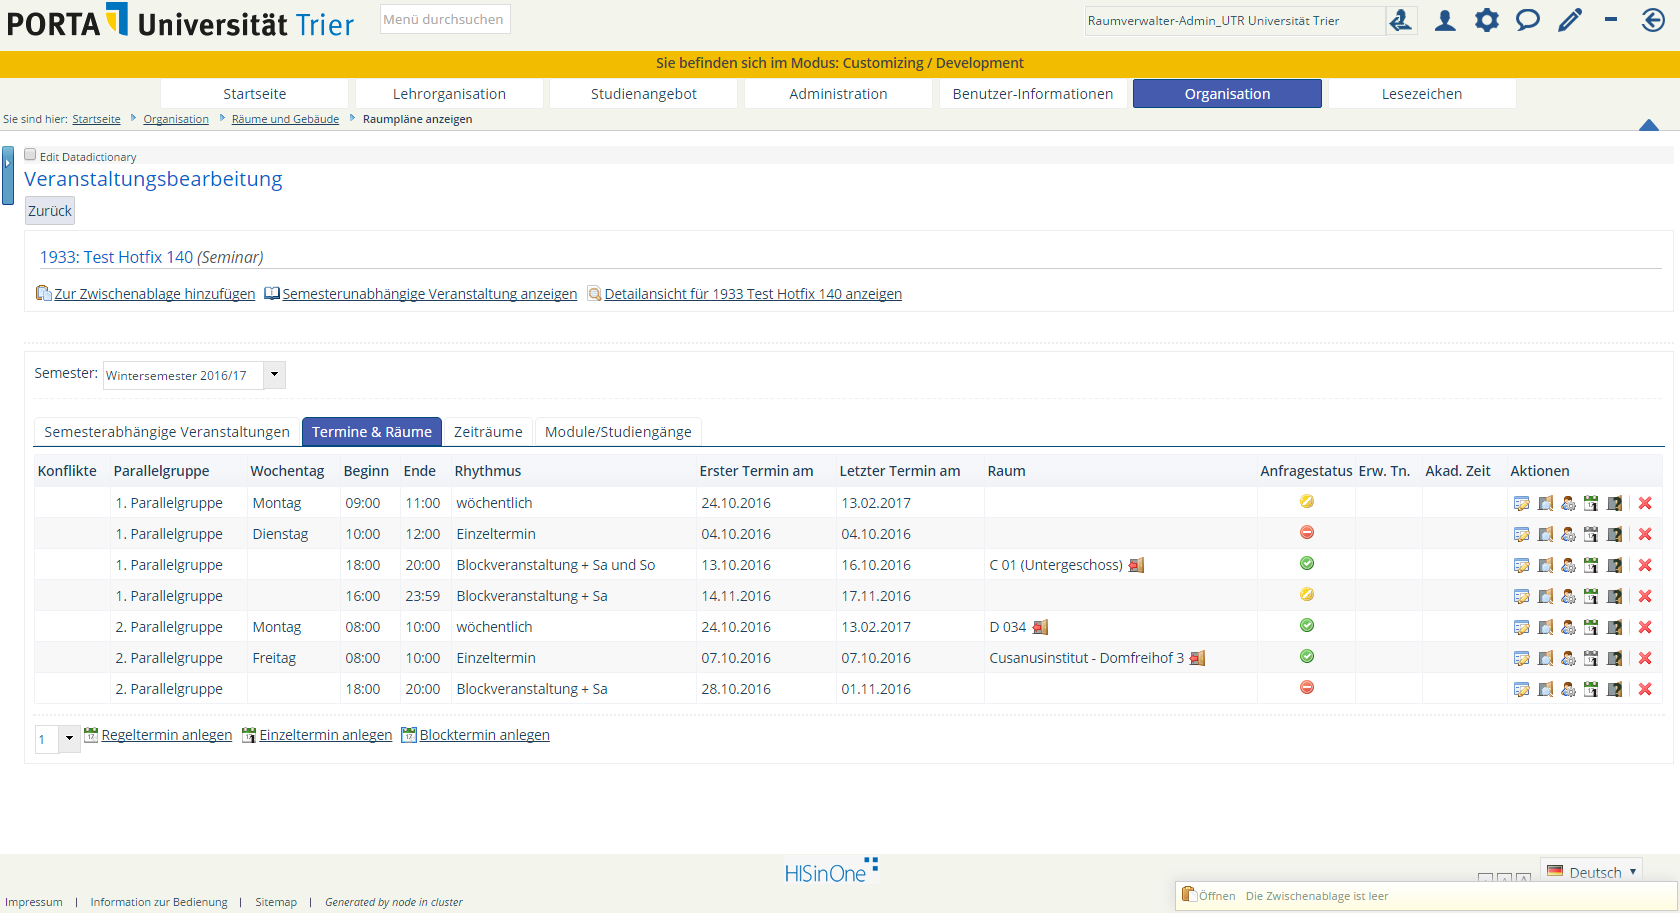 PORTA Universität Trier
Menü durchsuchen
Raumverwalter-Admin_UTR Universität Trier
Sie befinden sich im Modus: Customizing / Development
Startseite Lehrorganisation Studienangebot Administration Benutzer-Informationen Organisation Lesezeichen
Sie sind hier: Startseite Organisation Räume und Gebäude Raumpläne anzeigen
Edit Datadictionary
Veranstaltungsbearbeitung
Zurück
1933: Test Hotfix 140 (Seminar)
Zur Zwischenablage hinzufügen Semesterunabhängige Veranstaltung anzeigen Detailansicht für 1933 Test Hotfix 140 anzeigen
Semester: Wintersemester 2016/17
Semesterabhängige Veranstaltungen Termine & Räume Zeiträume Module/Studiengänge
Konflikte Parallelgruppe Wochentag Beginn Ende Rhythmus Erster Termin am Letzter Termin am Raum Anfragestatus Erw. Tn. Akad. Zeit Aktionen
1. Parallelgruppe Montag 09:00 11:00 wöchentlich 24.10.2016 13.02.2017
1. Parallelgruppe Dienstag 10:00 12:00 Einzeltermin 04.10.2016 04.10.2016
1. Parallelgruppe 18:00 20:00 Blockveranstaltung + Sa und So 13.10.2016 16.10.2016 C 01 (Untergeschoss)
1. Parallelgruppe 16:00 23:59 Blockveranstaltung + Sa 14.11.2016 17.11.2016
2. Parallelgruppe Montag 08:00 10:00 wöchentlich 24.10.2016 13.02.2017 D 034
2. Parallelgruppe Freitag 08:00 10:00 Einzeltermin 07.10.2016 07.10.2016 Cusanusinstitut - Domfreihof 3
2. Parallelgruppe 18:00 20:00 Blockveranstaltung + Sa 28.10.2016 01.11.2016
1 Regeltermin anlegen Einzeltermin anlegen Blocktermin anlegen
HISinOne
Deutsch
Öffnen Die Zwischenablage ist leer
Impressum | Information zur Bedienung | Sitemap | Generated by node in cluster